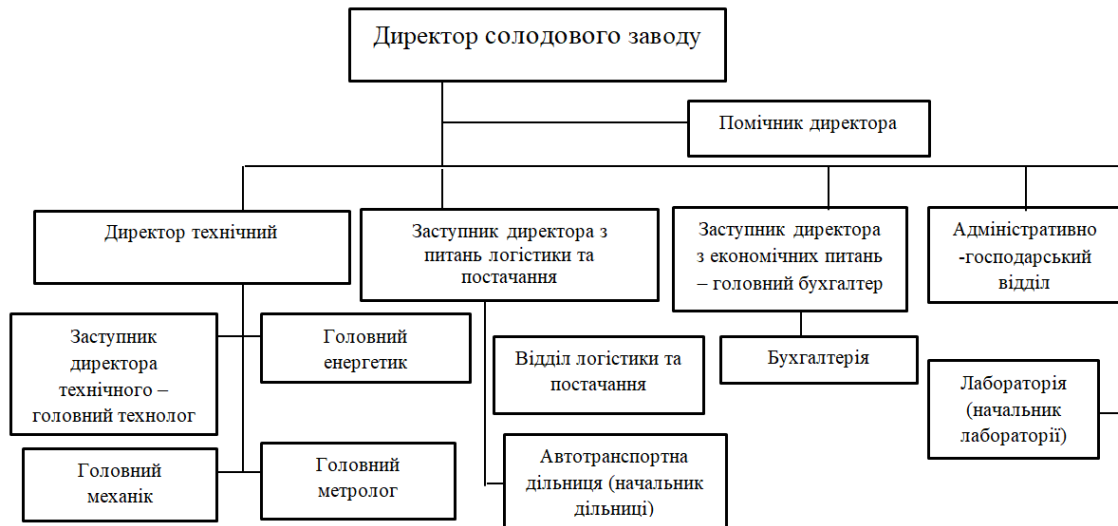 Директор солодового заводу
Помічник директора
Директор технічний
Заступник директора з
питань логістики та
постачання
Заступник директора
з економічних питань
– головний бухгалтер
Адміністративно
-господарський
відділ
Заступник
директора
технічного –
головний технолог
Головний
енергетик
Відділ логістики та
постачання
Бухгалтерія
Лабораторія
(начальник
лабораторії)
Головний
механік
Головний
метролог
Автотранспортна
дільниця (начальник
дільниці)